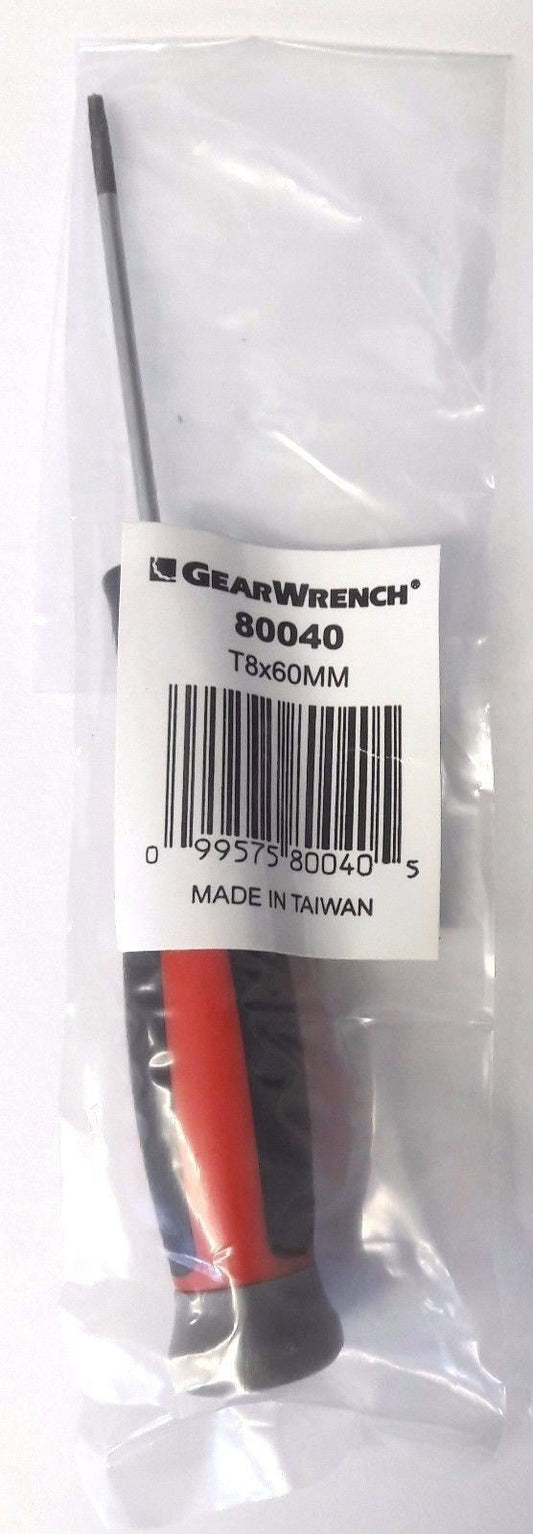 GEARWRENCH®
80040
T8x60MM
0 99575 80040 5
MADE IN TAIWAN